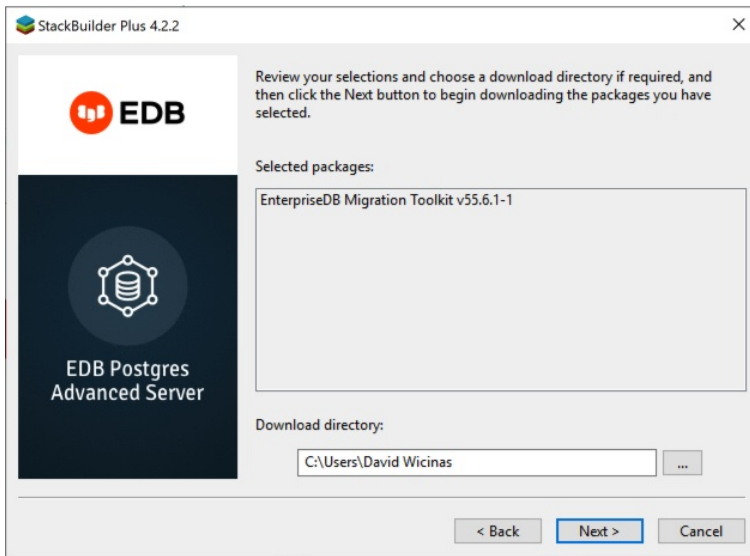 StackBuilder Plus 4.2.2
EDB
Review your selections and choose a download directory if required, and
then click the Next button to begin downloading the packages you have
selected.
Selected packages:
EnterpriseDB Migration Toolkit v55.6.1-1
EDB Postgres
Advanced Server
Download directory:
C:\Users\David Wicinas
...
< Back
Next >
Cancel